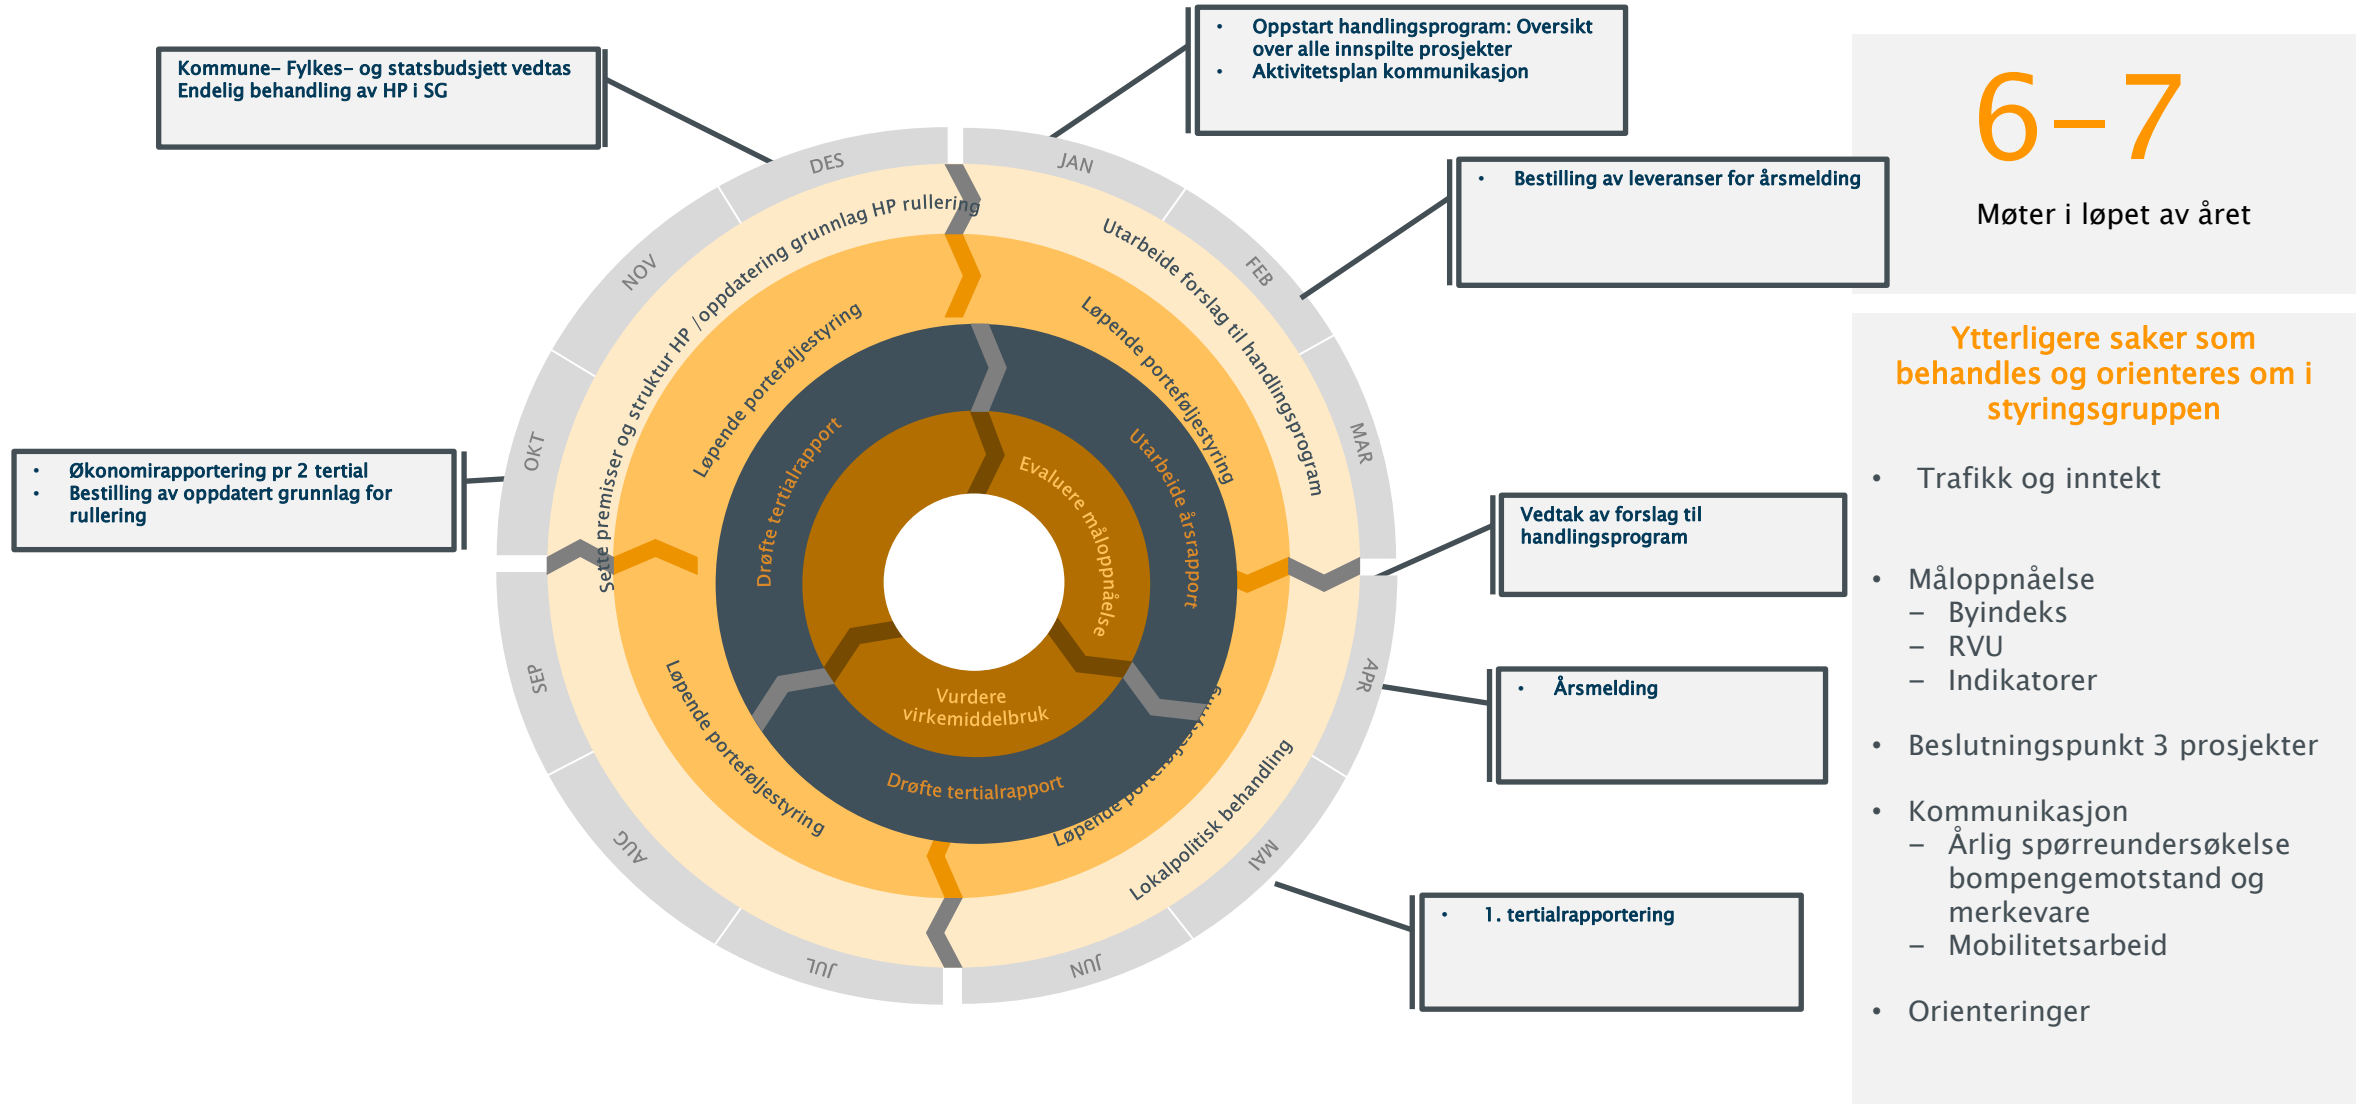 Kommune- Fylkes- og statsbudsjett vedtas
Endelig behandling av HP i SG
• Oppstart handlingsprogram: Oversikt
over alle innspilte prosjekter
• Aktivitetsplan kommunikasjon
• Bestilling av leveranser for årsmelding
Vedtak av forslag til
handlingsprogram
• Årsmelding
• 1. tertialrapportering
• Økonomirapportering pr 2 tertial
• Bestilling av oppdatert grunnlag for
rullering
JAN
FEB
MAR
APR
MAI
JUN
JUL
AUG
SEP
OKT
NOV
DES
Sette premisser og struktur HP /oppdatering grunnlag HP rullering
Utarbeide forslag til handlingsprogram
Lokalpolitisk behandling
Løpende porteføljestyring
Løpende porteføljestyring
Løpende porteføljestyring
Løpende porteføljestyring
Drøfte tertialrapport
Utarbeide årsrapport
Drøfte tertialrapport
Evaluere måloppnåelse
Vurdere
virkemiddelbruk
6-7
Møter i løpet av året
Ytterligere saker som
behandles og orienteres om i
styringsgruppen
• Trafikk og inntekt
• Måloppnåelse
– Byindeks
– RVU
– Indikatorer
• Beslutningspunkt 3 prosjekter
• Kommunikasjon
– Årlig spørreundersøkelse
bompengemotstand og
merkevare
– Mobilitetsarbeid
• Orienteringer